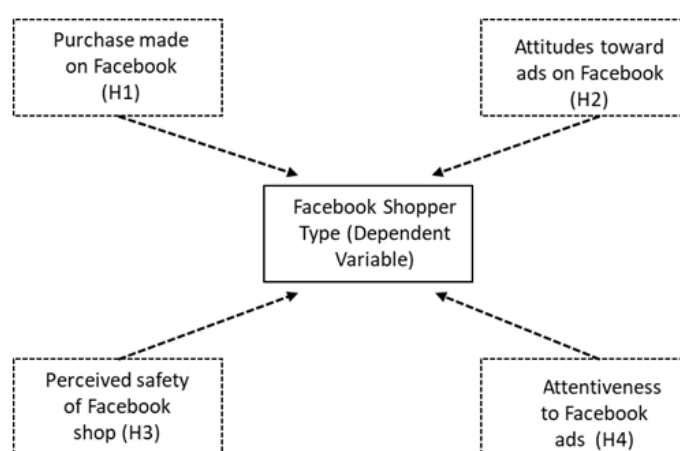 Purchase made
on Facebook
(H1)
Attitudes toward
ads on Facebook
(H2)
Facebook Shopper
Type (Dependent
Variable)
Perceived safety
of Facebook
shop (H3)
Attentiveness
to Facebook
ads (H4)